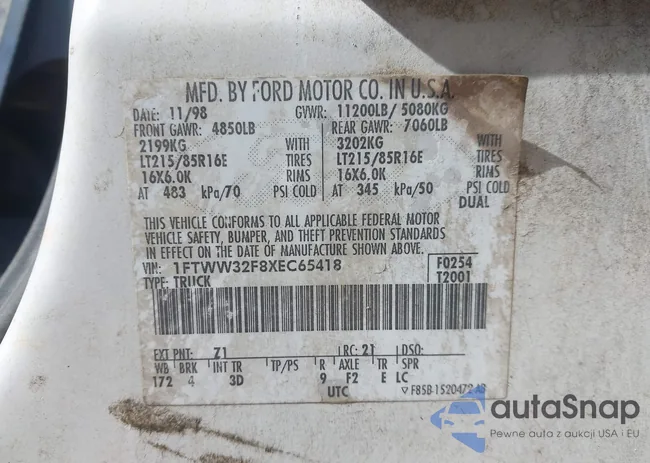 MFD. BY FORD MOTOR CO. IN U.S.A.
DATE: 11/98 GVWR: 11200LB/ 5080KG
FRONT GAWR: 4850LB REAR GAWR: 7060LB
2199KG WITH 3202KG WITH
LT215/85R16E TIRES LT215/85R16E TIRES
16X6.0K RIMS 16X6.0K RIMS
AT 483 kPa/70 PSI COLD AT 345 kPa/50 PSI COLD
DUAL
THIS VEHICLE CONFORMS TO ALL APPLICABLE FEDERAL MOTOR
VEHICLE SAFETY, BUMPER, AND THEFT PREVENTION STANDARDS
IN EFFECT ON THE DATE OF MANUFACTURE SHOWN ABOVE.
VIN: 1FTWW32F8XEC65418 F0254
TYPE: TRUCK T2001
EXT PNT: Z1 RC: 21 DSO:
WB BRK INT TR TP/PS R AXLE TR SPR
172 4 3D 9 F2 E LC
UTC F85B-1520472-AB
autaSnap
Pewne auta z aukcji USA i EU